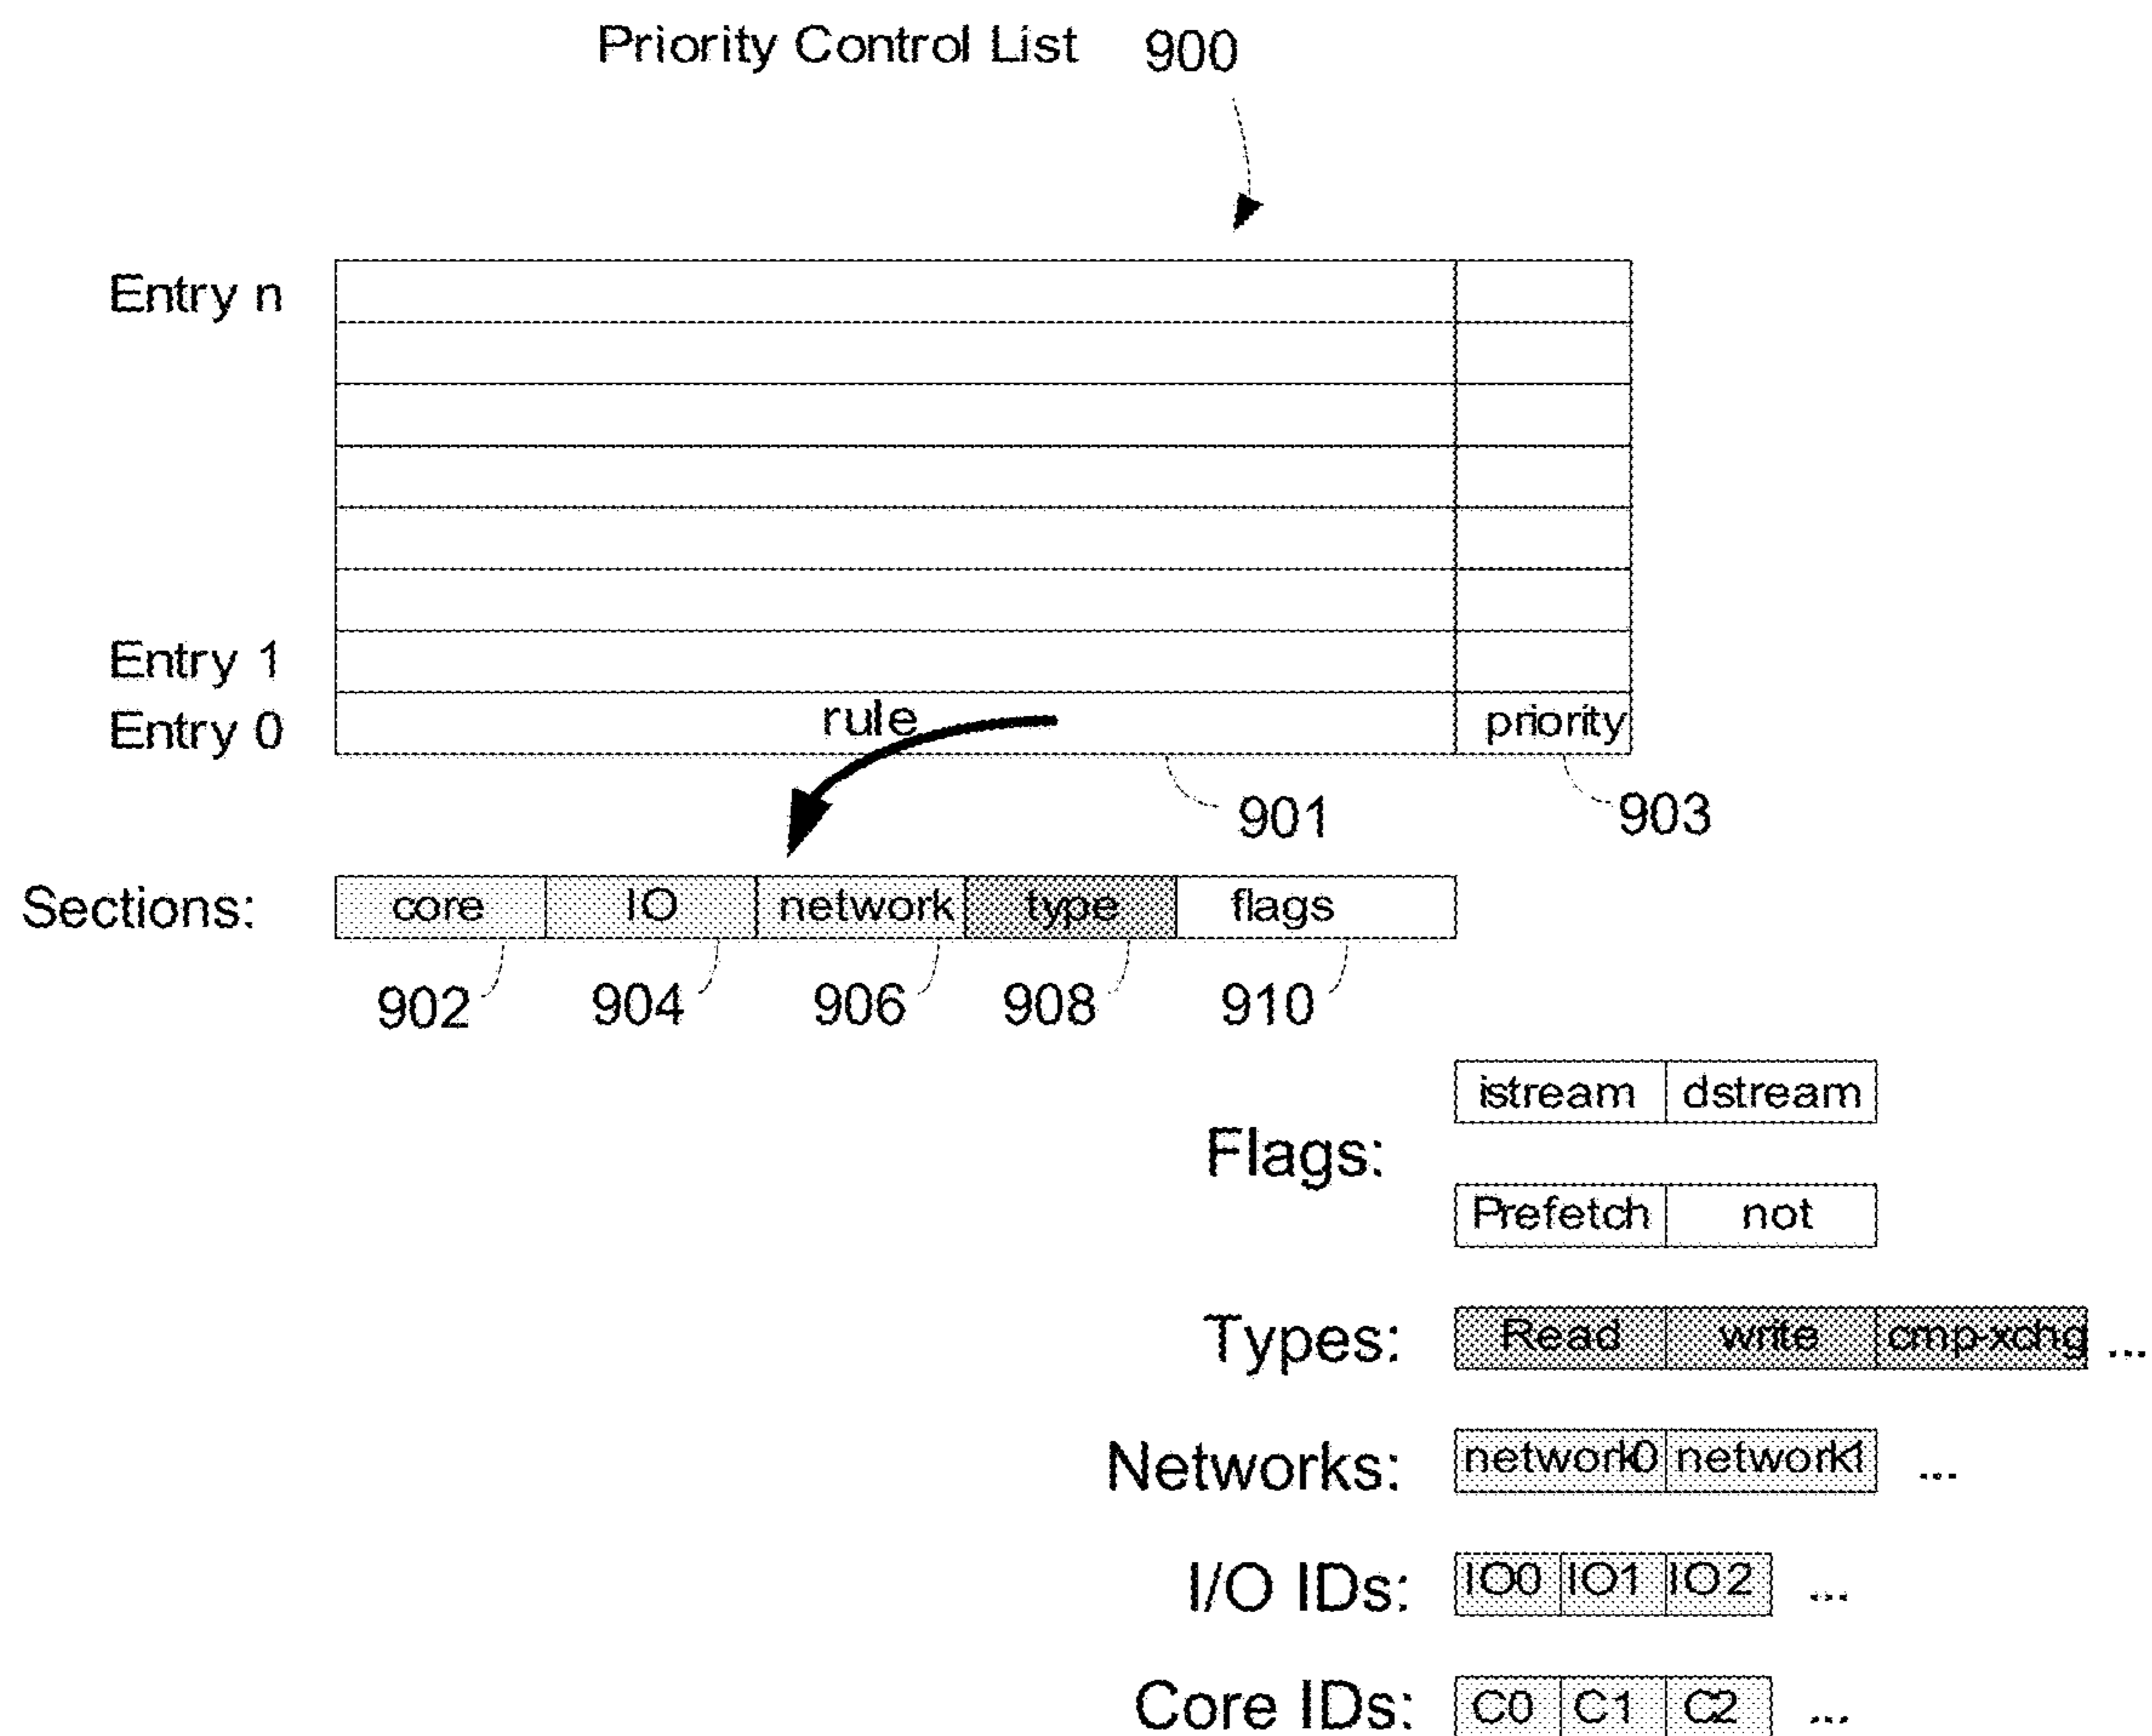 Priority Control List 900
Entry n
Entry 1
Entry 0 rule priority
901 903
Sections: core IO network type flags
902 904 906 908 910
istream dstream
Flags:
Prefetch not
Types: Read write cmp-xchg ...
Networks: network0 network1 ...
I/O IDs: IO0 IO1 IO2 ...
Core IDs: C0 C1 C2 ...